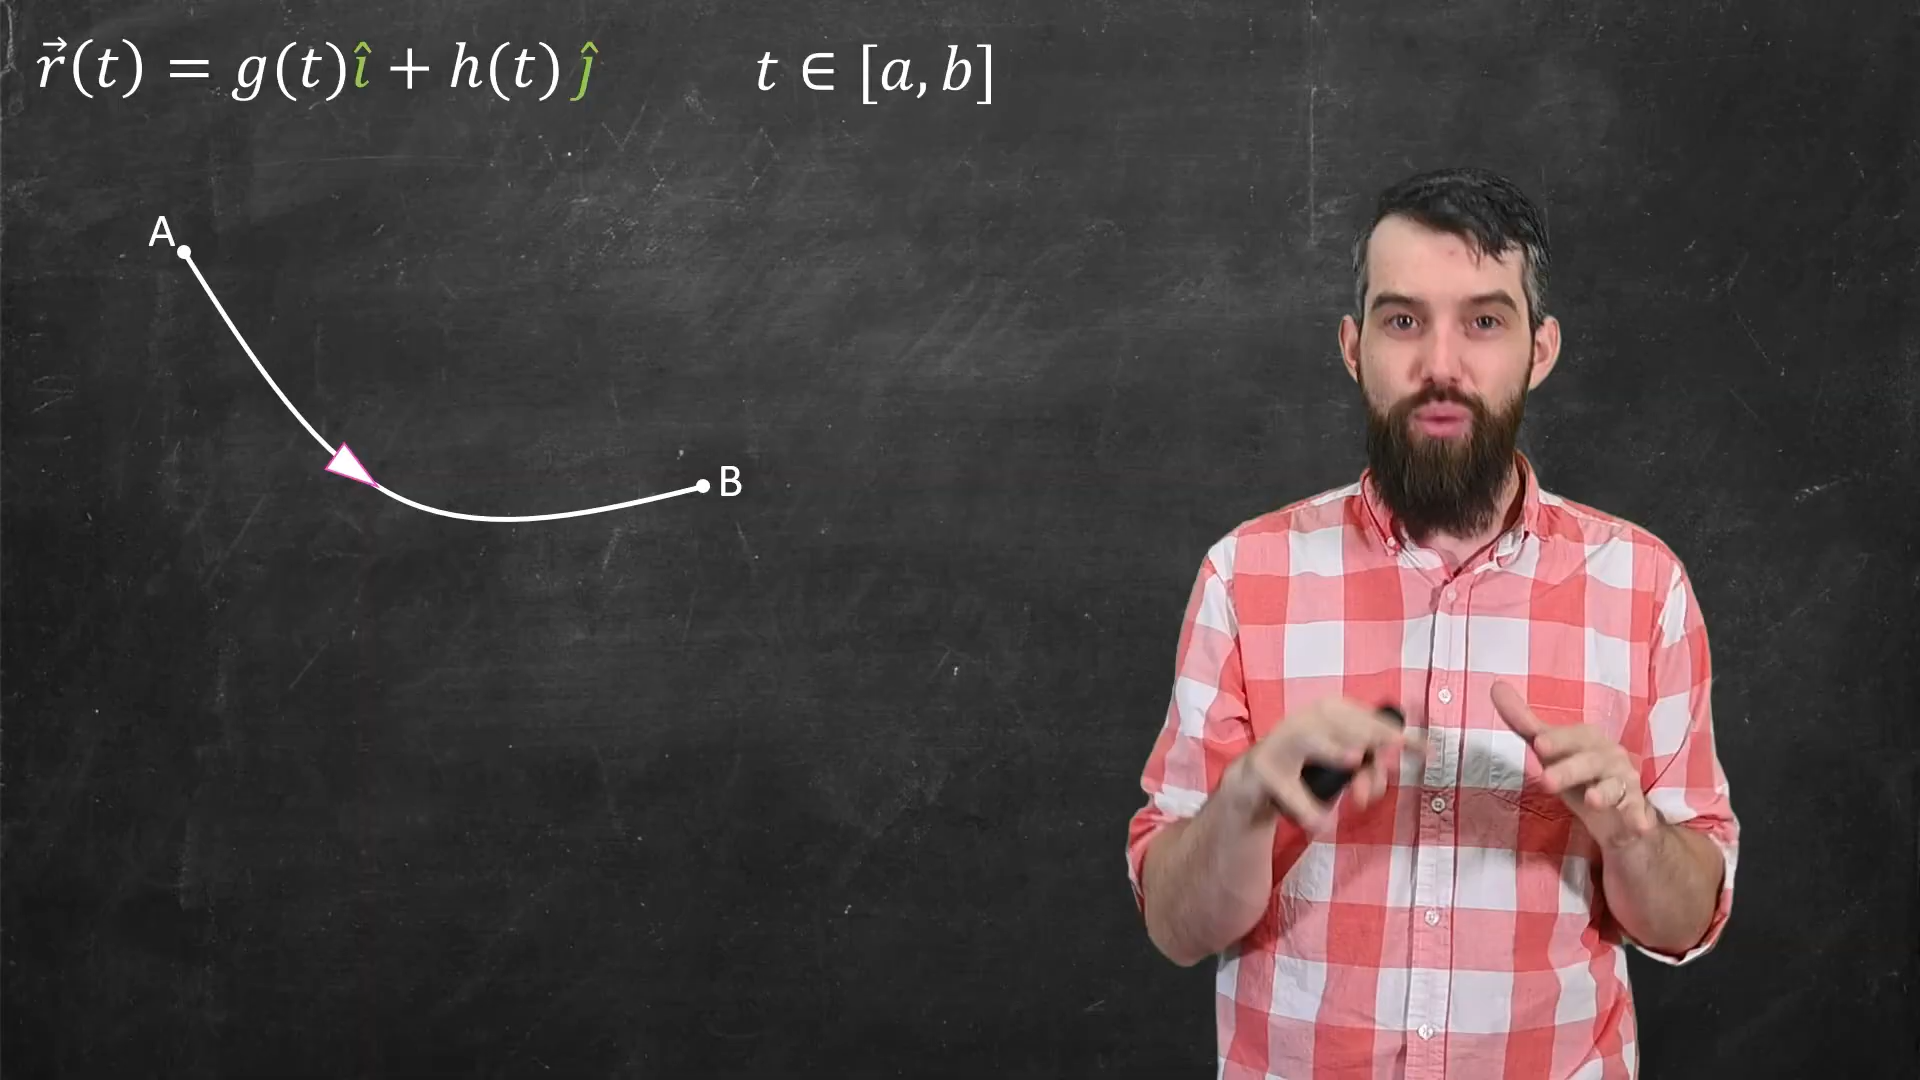 r⃗(t) = g(t)î + h(t) ĵ t ∈ [a, b]
A
B